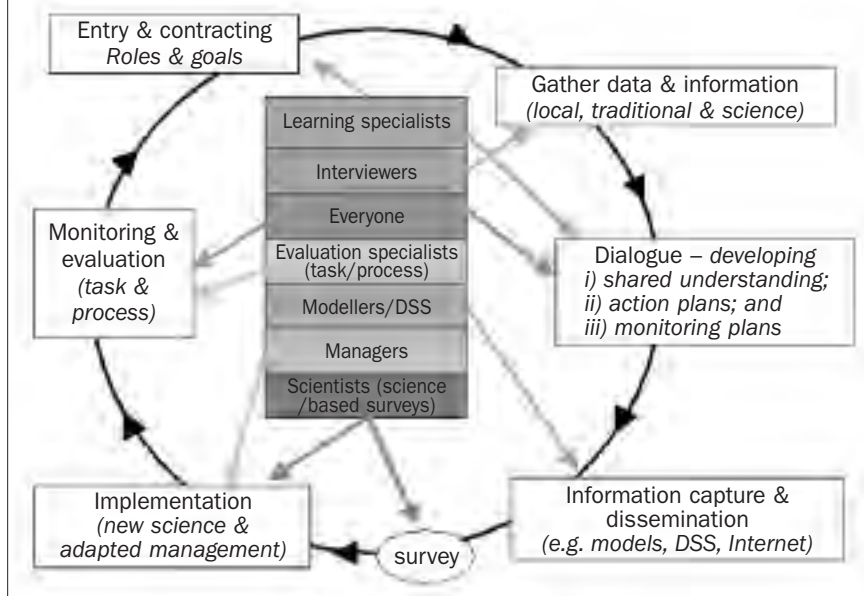 Entry & contracting
Roles & goals
Gather data & information
(local, traditional & science)
Learning specialists
Interviewers
Everyone
Evaluation specialists
(task/process)
Modellers/DSS
Managers
Scientists (science
/based surveys)
Monitoring &
evaluation
(task &
process)
Dialogue – developing
i) shared understanding;
ii) action plans; and
iii) monitoring plans
Implementation
(new science &
adapted management)
survey
Information capture &
dissemination
(e.g. models, DSS, Internet)